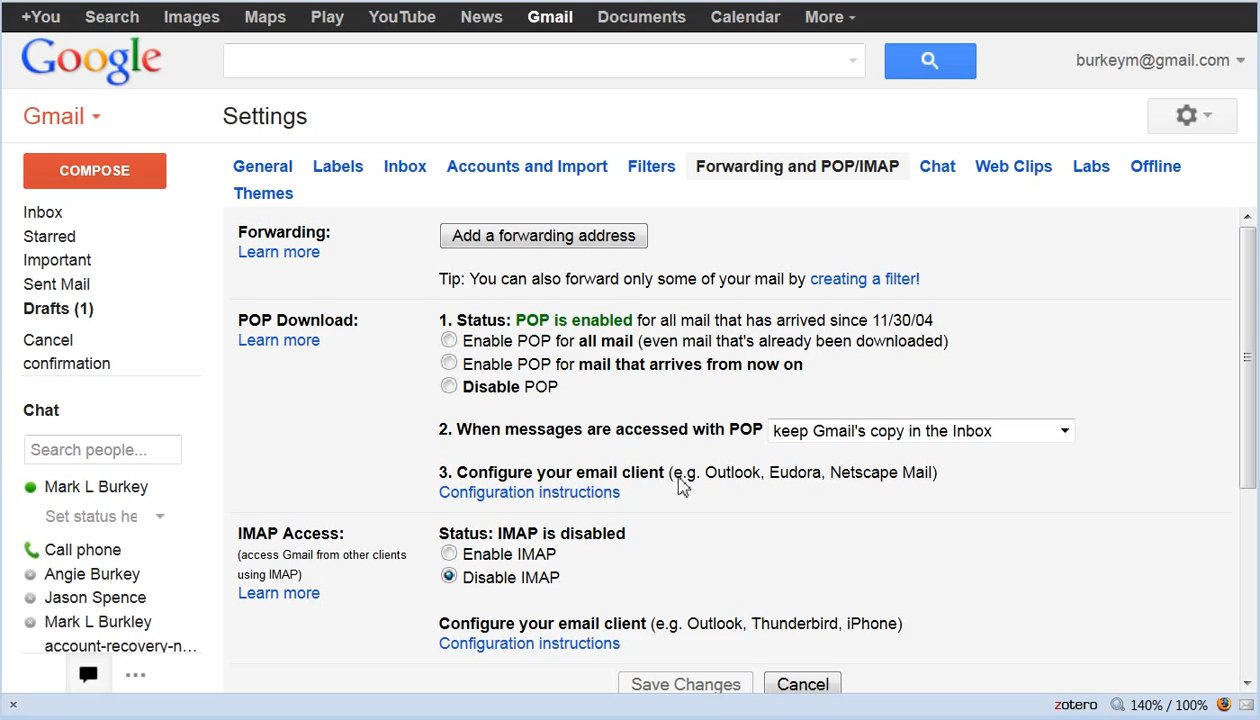 +You Search Images Maps Play YouTube News Gmail Documents Calendar More
Google
burkeym@gmail.com
Gmail
Settings
COMPOSE
General Labels Inbox Accounts and Import Filters Forwarding and POP/IMAP Chat Web Clips Labs Offline
Themes
Inbox
Starred
Important
Sent Mail
Drafts (1)
Cancel
confirmation
Chat
Search people...
Mark L Burkey
Set status he
Call phone
Angie Burkey
Jason Spence
Mark L Burkley
account-recovery-n...
Forwarding:
Learn more
Add a forwarding address
Tip: You can also forward only some of your mail by creating a filter!
POP Download:
Learn more
1. Status: POP is enabled for all mail that has arrived since 11/30/04
Enable POP for all mail (even mail that's already been downloaded)
Enable POP for mail that arrives from now on
Disable POP
2. When messages are accessed with POP keep Gmail's copy in the Inbox
3. Configure your email client (e.g. Outlook, Eudora, Netscape Mail)
Configuration instructions
IMAP Access:
(access Gmail from other clients
using IMAP)
Learn more
Status: IMAP is disabled
Enable IMAP
Disable IMAP
Configure your email client (e.g. Outlook, Thunderbird, iPhone)
Configuration instructions
Save Changes Cancel
zotero 140% / 100%